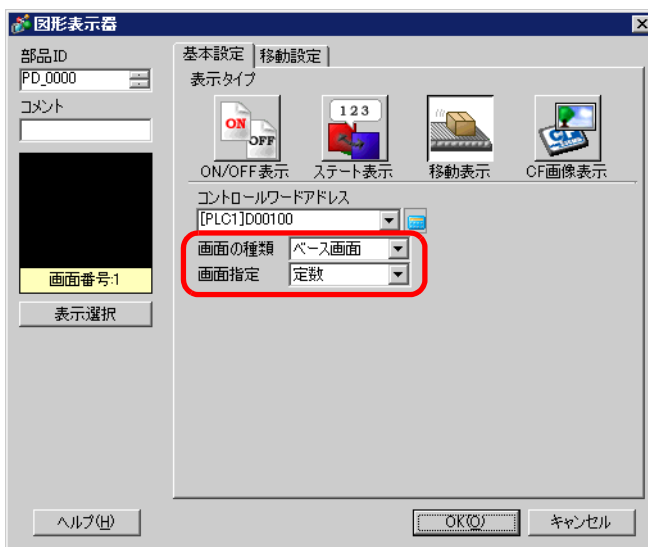 図形表示器
部品ID
PD_0000
コメント
画面番号:1
表示選択
基本設定 移動設定
表示タイプ
ON OFF 1 2 3
ON/OFF表示 ステート表示 移動表示 CF画像表示
コントロールワードアドレス
[PLC1]D00100
画面の種類 ベース画面
画面指定 定数
ヘルプ(H) OK(O) キャンセル